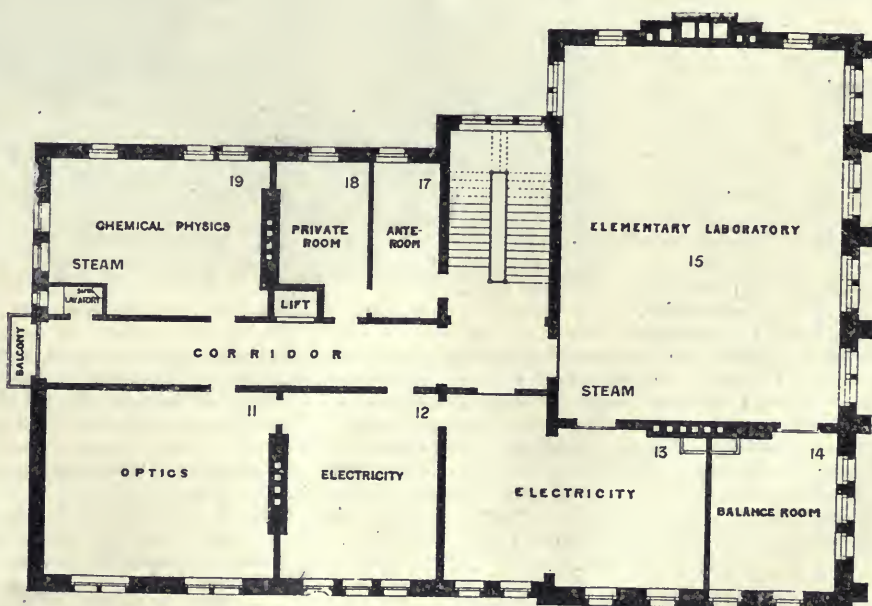 19
18
17
CHEMICAL PHYSICS
PRIVATE
ROOM
ANTE-
ROOM
ELEMENTARY LABORATORY
15
STEAM
LAVATORY
LIFT
BALCONY
CORRIDOR
STEAM
11
12
13
14
OPTICS
ELECTRICITY
ELECTRICITY
BALANCE ROOM